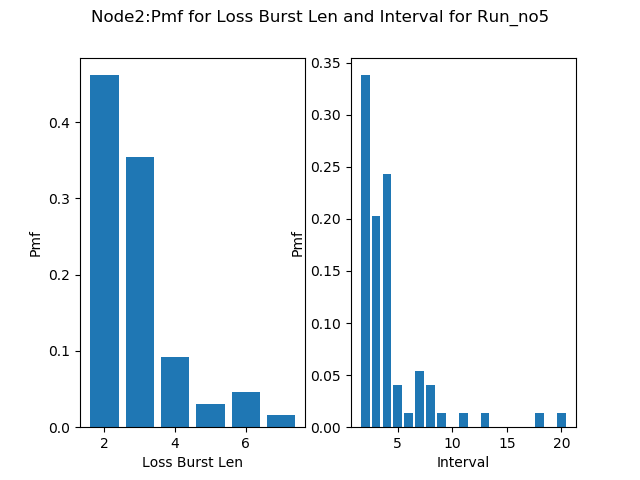 Node2:Pmf for Loss Burst Len and Interval for Run_no5
Pmf
0.4
0.3
0.2
0.1
0.0
2 4 6
Loss Burst Len
Pmf
0.35
0.30
0.25
0.20
0.15
0.10
0.05
0.00
5 10 15 20
Interval